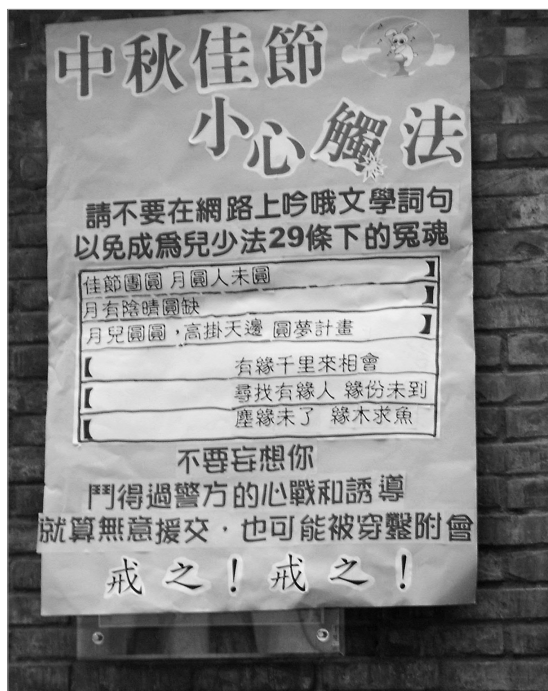 中秋佳節
小心觸法
請不要在網路上吟哦文學詞句
以免成為兒少法29條下的冤魂
佳節團圓 月圓人未圓】
月有陰晴圓缺】
月兒圓圓，高掛天邊 圓夢計畫】
【有緣千里來相會
【尋找有緣人 緣份未到
【塵緣未了 緣木求魚
不要妄想你
鬥得過警方的心戰和誘導
就算無意援交，也可能被穿鑿附會
戒之！戒之！